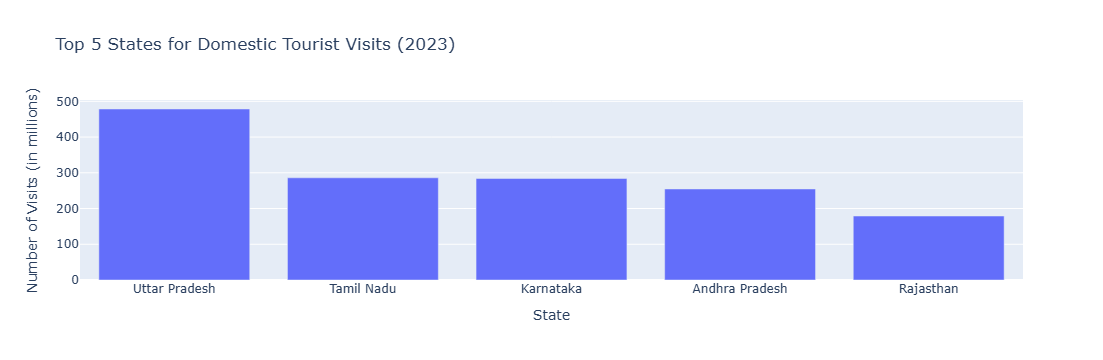 Top 5 States for Domestic Tourist Visits (2023)
Number of Visits (in millions)
500
400
300
200
100
0
Uttar Pradesh
Tamil Nadu
Karnataka
Andhra Pradesh
Rajasthan
State